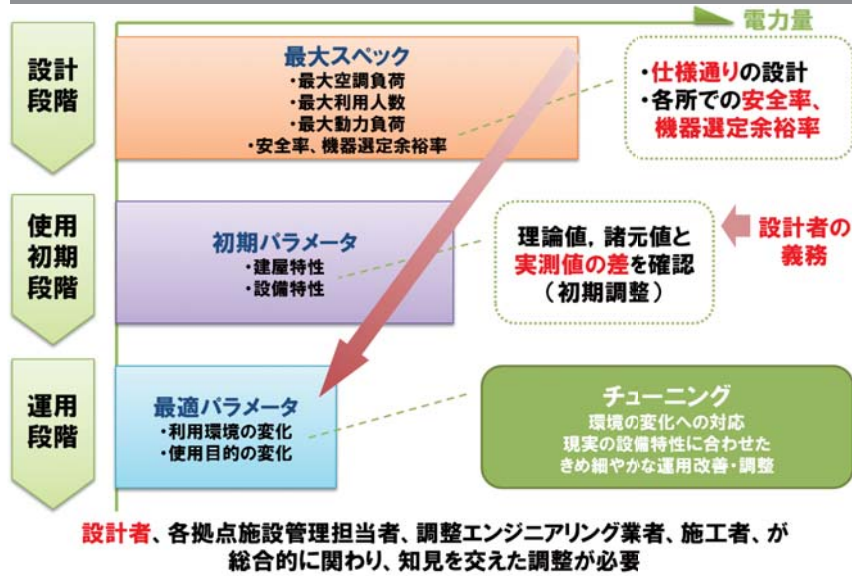 電力量
設計
段階
最大スペック
・最大空調負荷
・最大利用人数
・最大動力負荷
・安全率、機器選定余裕率
・仕様通りの設計
・各所での安全率、
機器選定余裕率
使用
初期
段階
初期パラメータ
・建屋特性
・設備特性
理論値，諸元値と
実測値の差を確認
（初期調整）
設計者の
義務
運用
段階
最適パラメータ
・利用環境の変化
・使用目的の変化
チューニング
環境の変化への対応
現実の設備特性に合わせた
きめ細やかな運用改善・調整
設計者、各拠点施設管理担当者、調整エンジニアリング業者、施工者、が
総合的に関わり、知見を交えた調整が必要